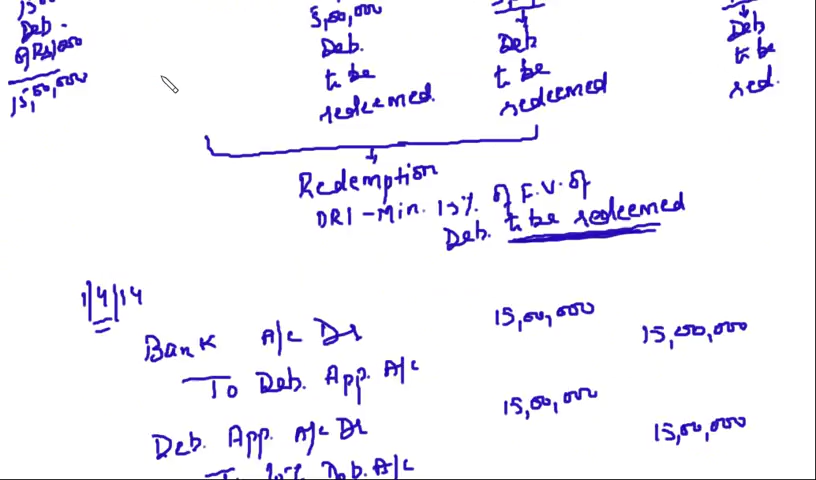 Deb.
15,00,000
5,00,000
Deb.
to be
redeemed.
Deb
to be
redeemed
Deb
to be
red.
Redemption
DRI - Min. 15% of F.V. of
Deb. to be redeemed
1/4/14
Bank A/c Dr 15,00,000
To Deb. App. A/c 15,00,000
Deb. App. A/c Dr 15,00,000
To Deb. A/c 15,00,000